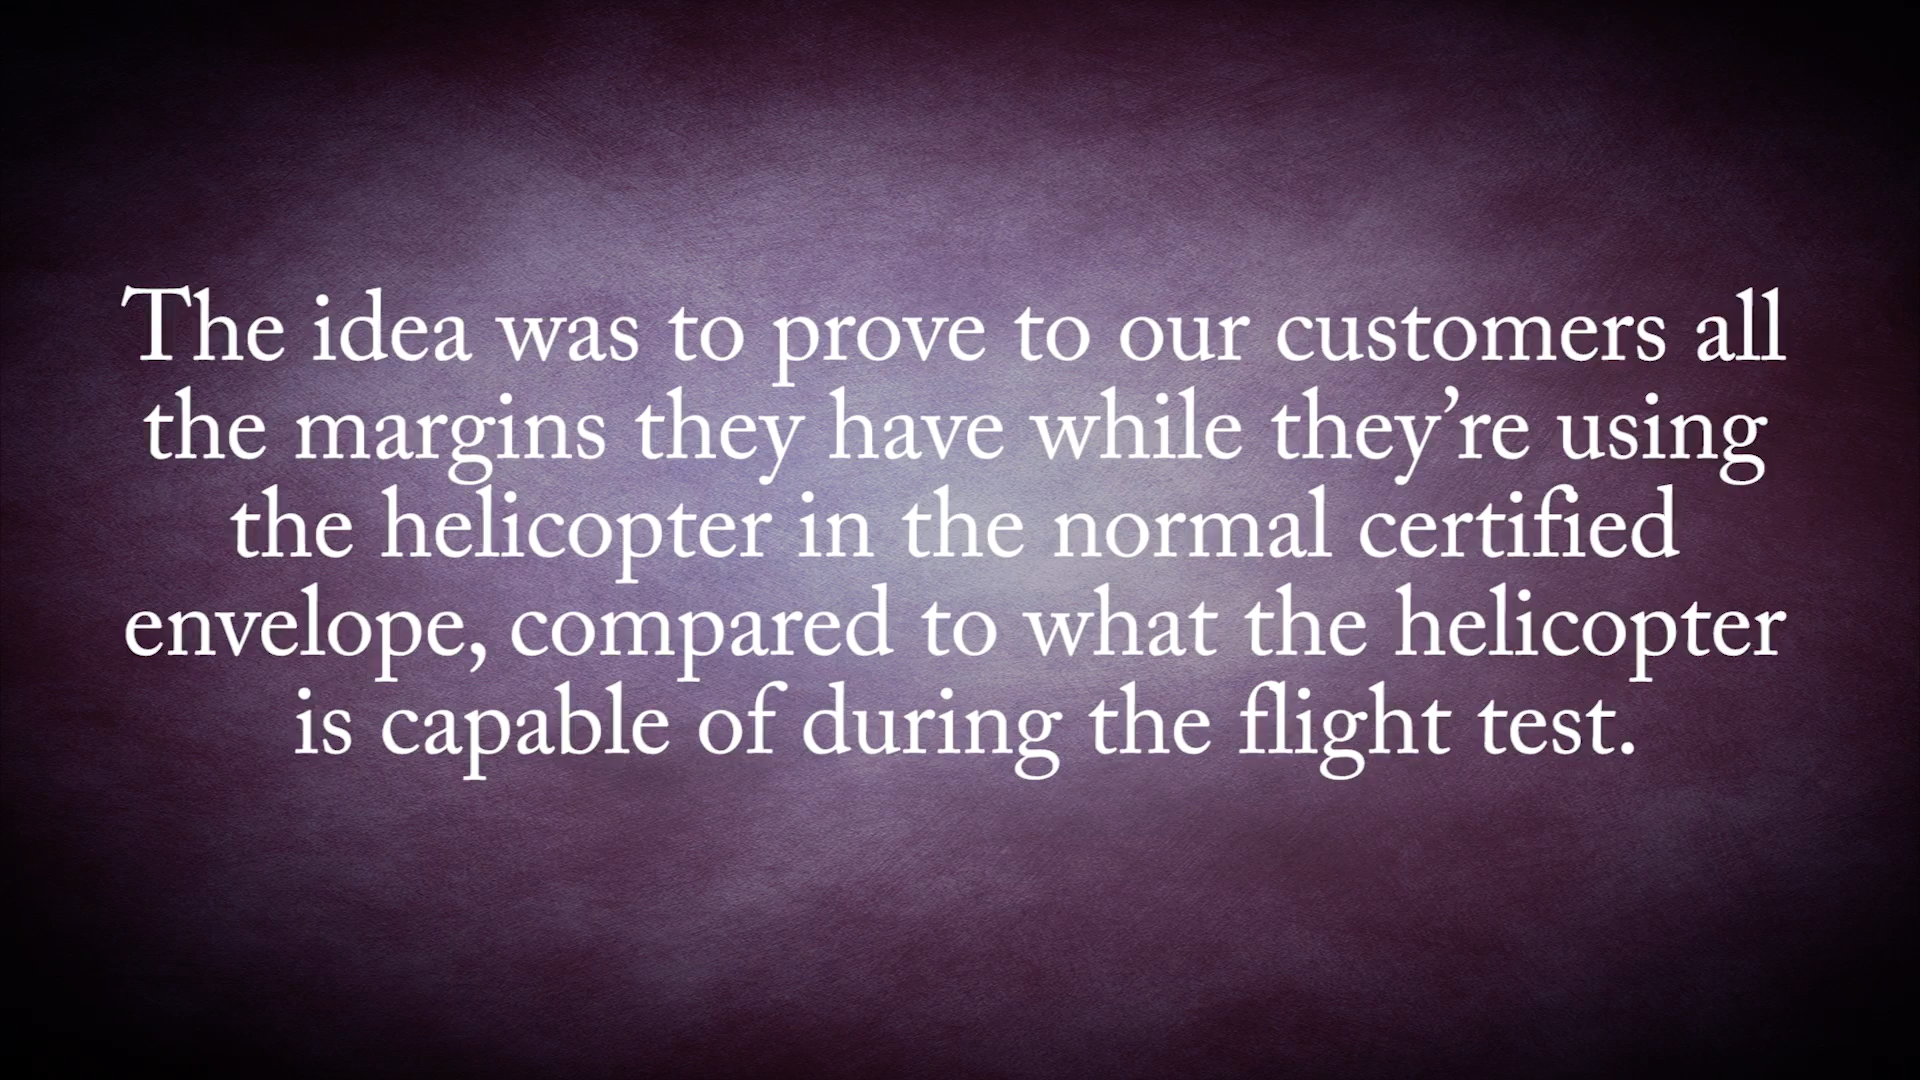 The idea was to prove to our customers all
the margins they have while they’re using
the helicopter in the normal certified
envelope, compared to what the helicopter
is capable of during the flight test.